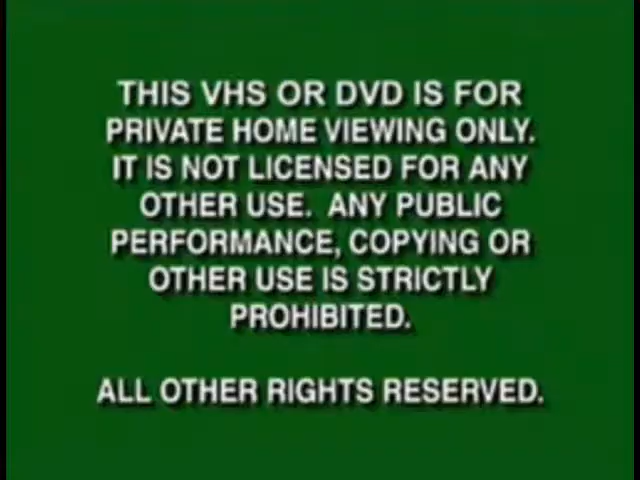 THIS VHS OR DVD IS FOR
PRIVATE HOME VIEWING ONLY.
IT IS NOT LICENSED FOR ANY
OTHER USE.  ANY PUBLIC
PERFORMANCE, COPYING OR
OTHER USE IS STRICTLY
PROHIBITED.
ALL OTHER RIGHTS RESERVED.